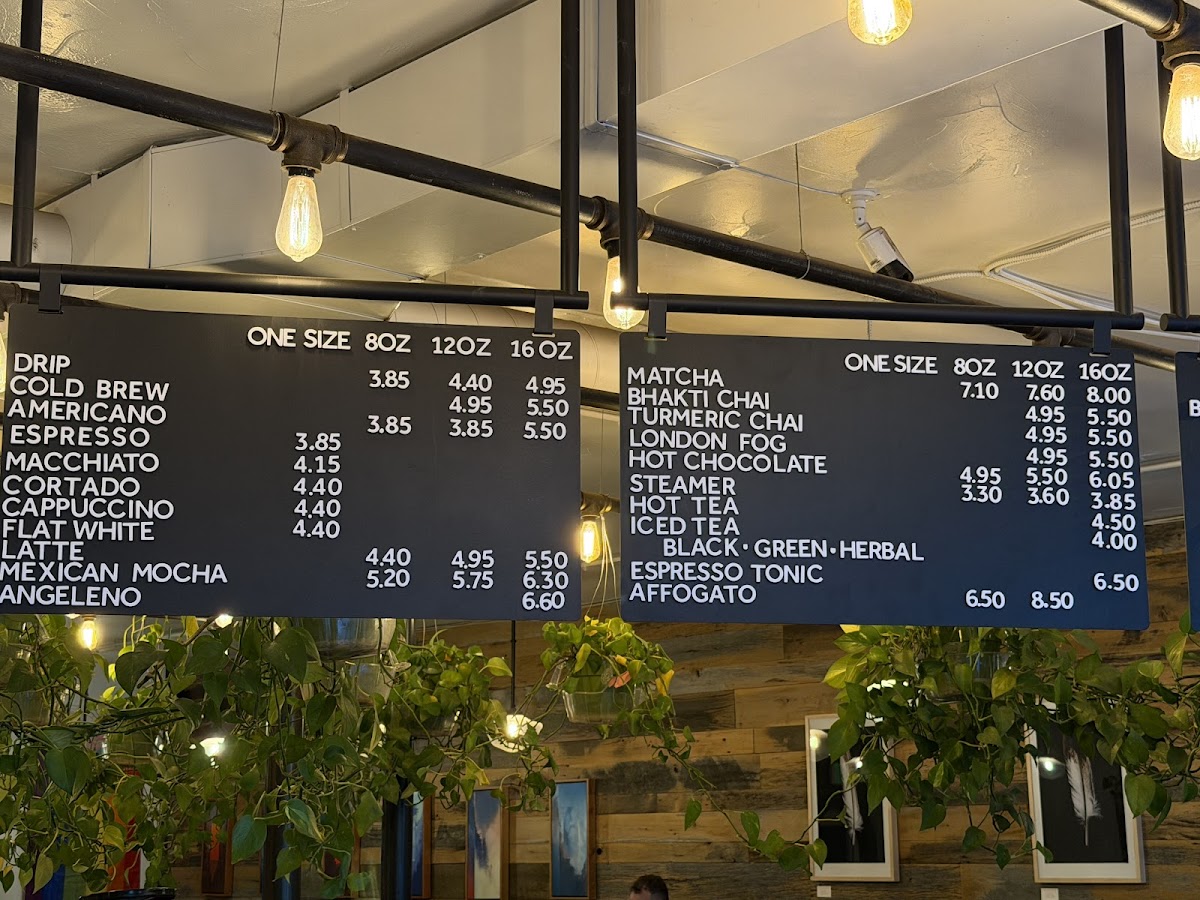 ONE SIZE 8OZ 12OZ 16OZ
DRIP 3.85 4.40 4.95
COLD BREW 4.95 5.50
AMERICANO 3.85 3.85 5.50
ESPRESSO 3.85
MACCHIATO 4.15
CORTADO 4.40
CAPPUCCINO 4.40
FLAT WHITE 4.40
LATTE 4.40 4.95 5.50
MEXICAN MOCHA 5.20 5.75 6.30
ANGELENO 6.60
ONE SIZE 8OZ 12OZ 16OZ
MATCHA 7.10 7.60 8.00
BHAKTI CHAI 4.95 5.50
TURMERIC CHAI 4.95 5.50
LONDON FOG 4.95 5.50
HOT CHOCOLATE 4.95 5.50 6.05
STEAMER 3.30 3.60 3.85
HOT TEA 4.50
ICED TEA 4.00
BLACK • GREEN • HERBAL
ESPRESSO TONIC 6.50
AFFOGATO 6.50 8.50